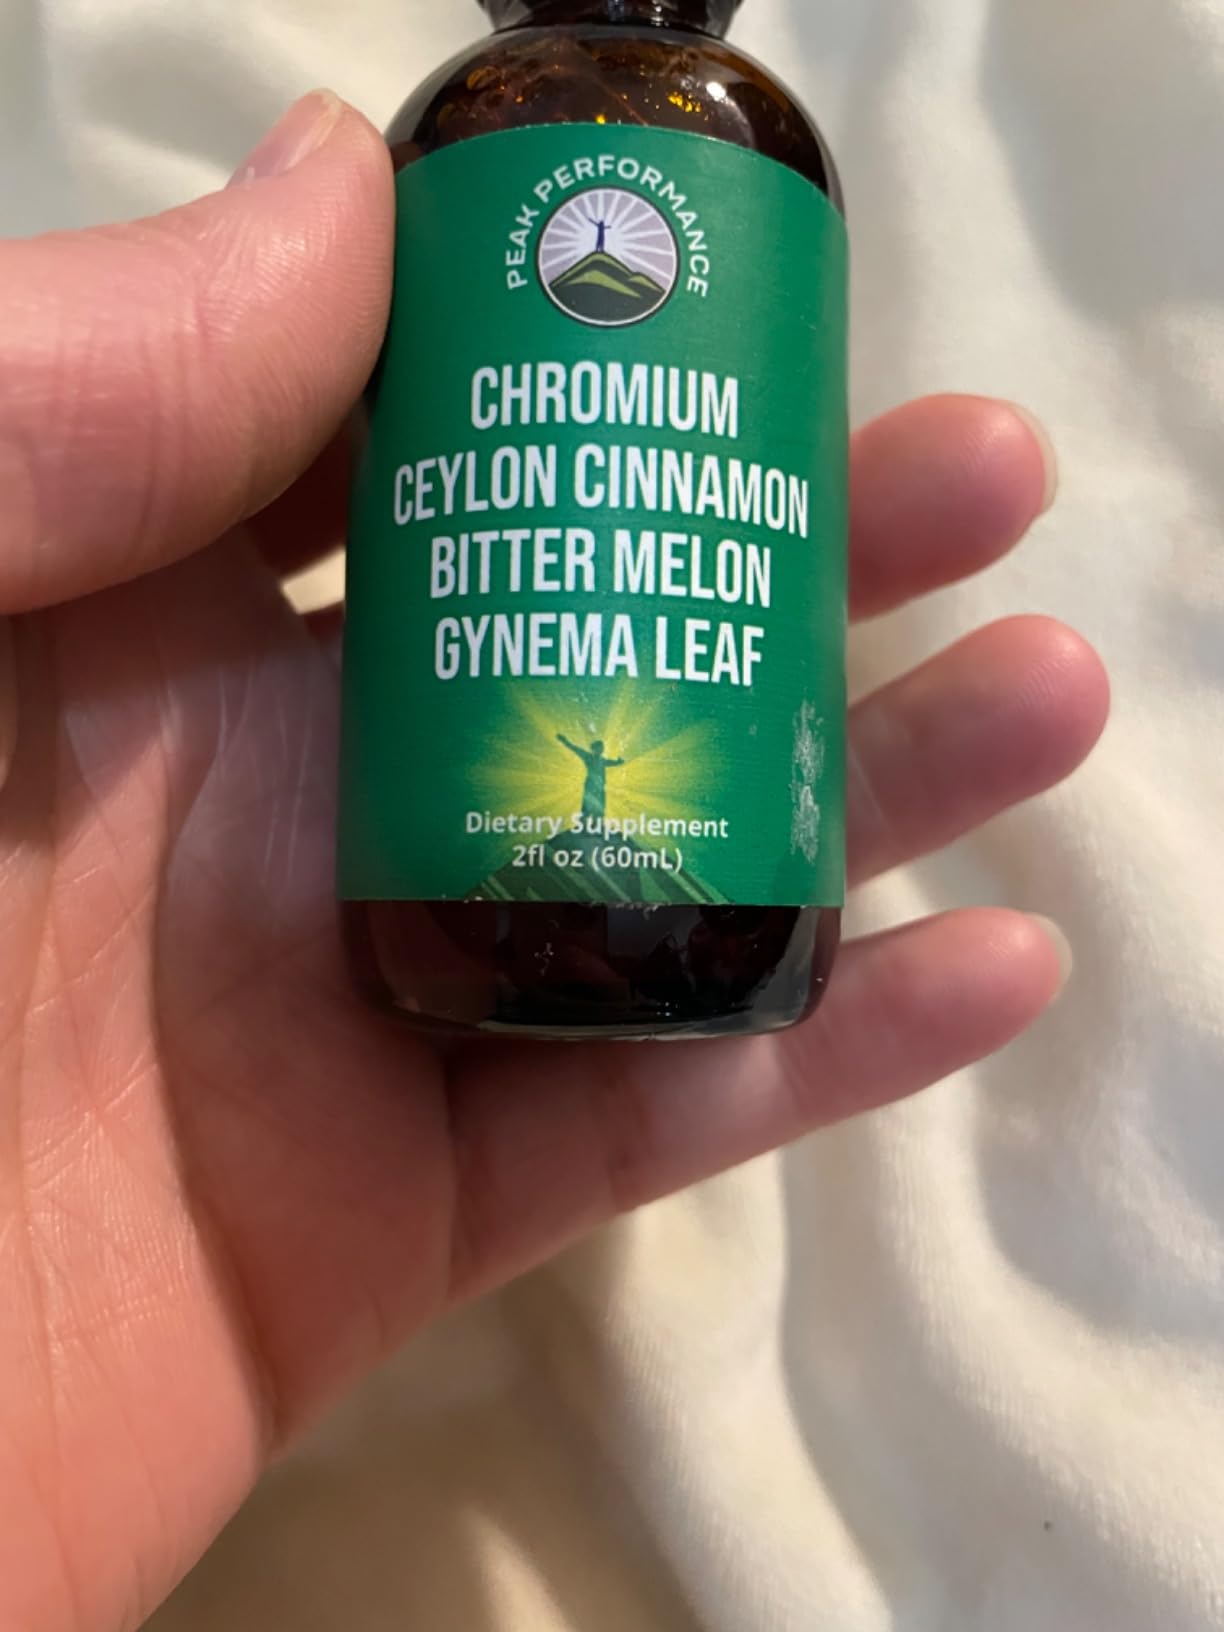 PEAK PERFORMANCE
CHROMIUM
CEYLON CINNAMON
BITTER MELON
GYNEMA LEAF
Dietary Supplement
2fl oz (60mL)